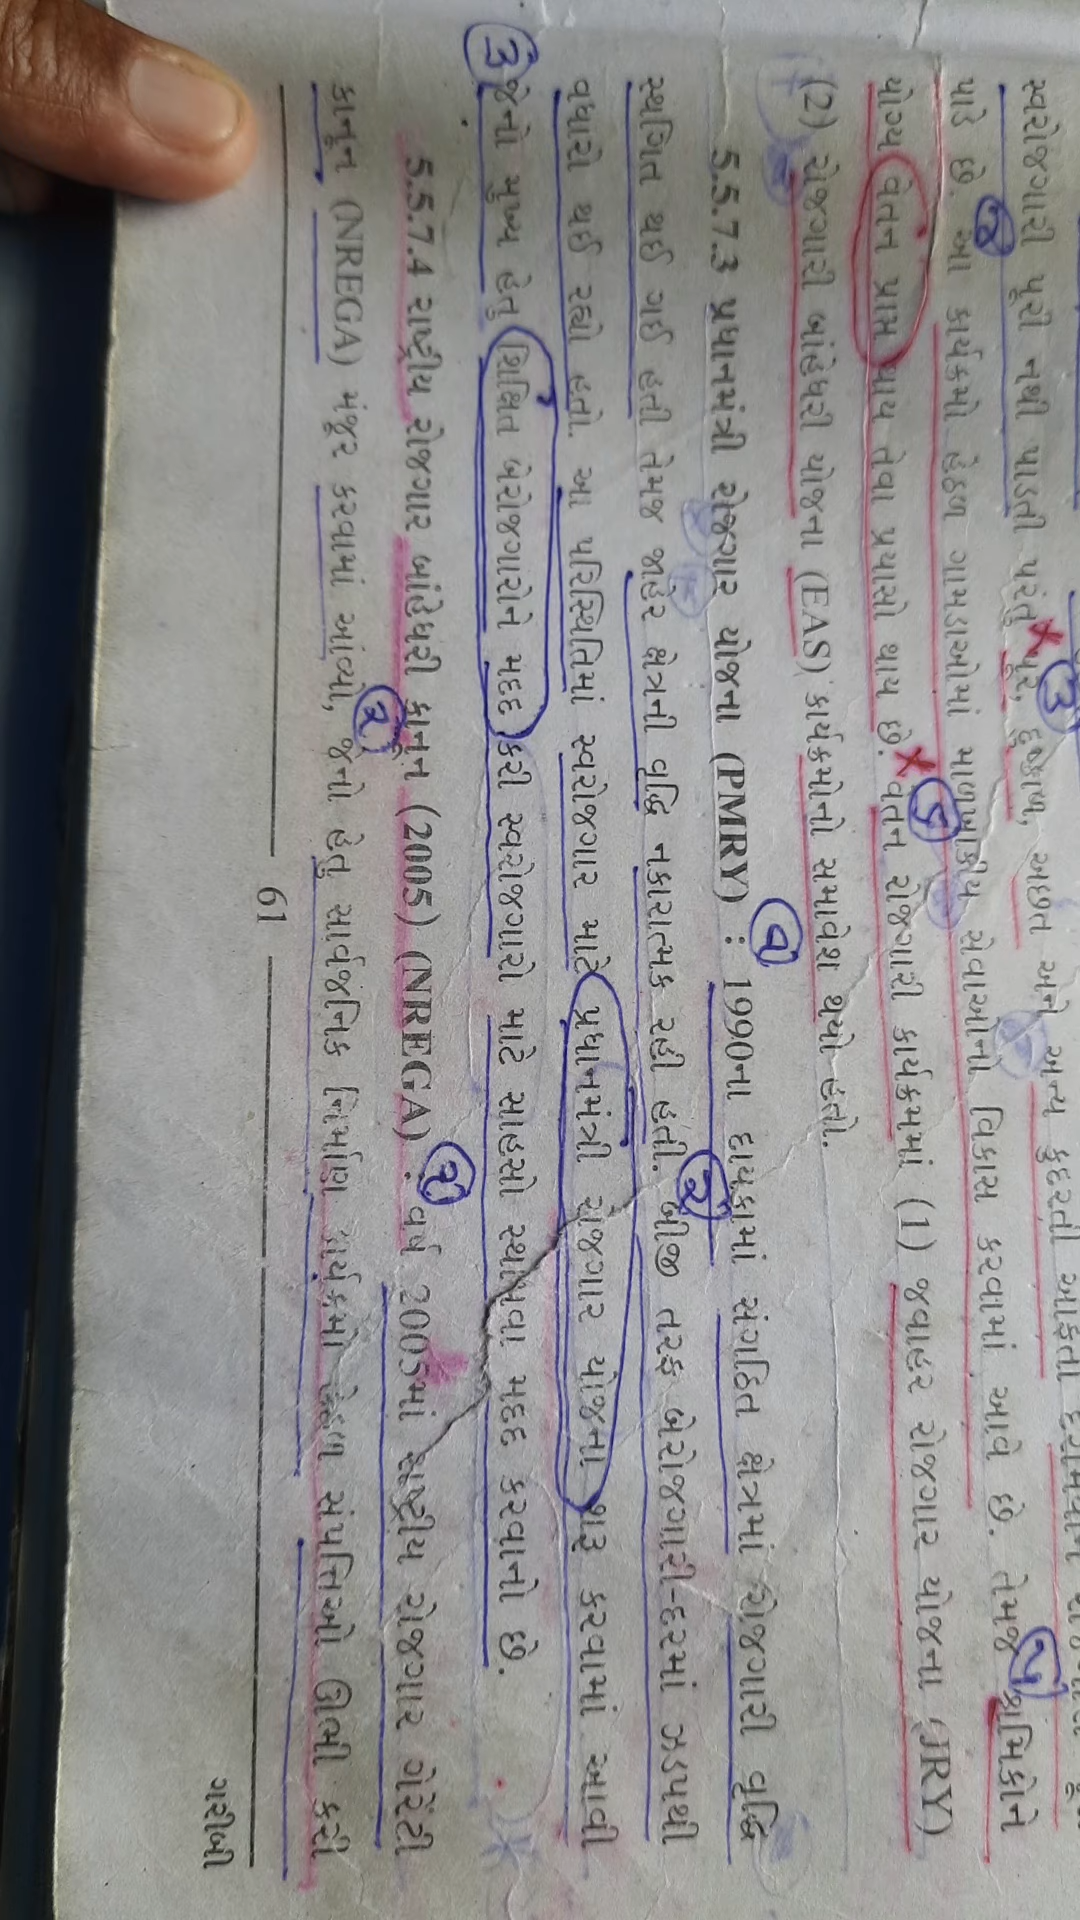 સ્વરોજગારી પૂરી નથી પાડતી પરંતુ પૂર, દુષ્કાળ, અછત અને અન્ય કુદરતી આફતો દરમિયાન
પાડે છે. આ કાર્યક્રમો હેઠળ ગામડાઓમાં માળખાકીય સેવાઓનો વિકાસ કરવામાં આવે છે. તેમજ શ્રમિકોને
યોગ્ય વેતન પ્રાપ્ત થાય તેવા પ્રયાસો થાય છે. વેતન રોજગારી કાર્યક્રમમાં (1) જવાહર રોજગાર યોજના (JRY)
(2) રોજગારી બાંહેધરી યોજના (EAS) કાર્યક્રમોનો સમાવેશ થયો હતો.
5.5.7.3 પ્રધાનમંત્રી રોજગાર યોજના (PMRY) : 1990ના દાયકામાં સંગઠિત ક્ષેત્રમાં રોજગારી વૃદ્ધિ
સ્થગિત થઈ ગઈ હતી તેમજ જાહેર ક્ષેત્રની વૃદ્ધિ નકારાત્મક રહી હતી. બીજી તરફ બેરોજગારી-દરમાં ઝડપથી
વધારો થઈ રહ્યો હતો. આ પરિસ્થિતિમાં સ્વરોજગાર માટે પ્રધાનમંત્રી રોજગાર યોજના શરૂ કરવામાં આવી
જેનો મુખ્ય હેતુ શિક્ષિત બેરોજગારોને મદદ કરી સ્વરોજગારી માટે સાહસો સ્થાપવા મદદ કરવાનો છે.
5.5.7.4 રાષ્ટ્રીય રોજગાર બાંહેધરી કાનૂન (2005) (NREGA) : વર્ષ 2005માં રાષ્ટ્રીય રોજગાર ગેરંટી
કાનૂન (NREGA) મંજૂર કરવામાં આવ્યો, જેનો હેતુ સાર્વજનિક નિર્માણ કાર્યક્રમો હેઠળ સંપત્તિઓ ઊભી કરી
61
ગરીબી